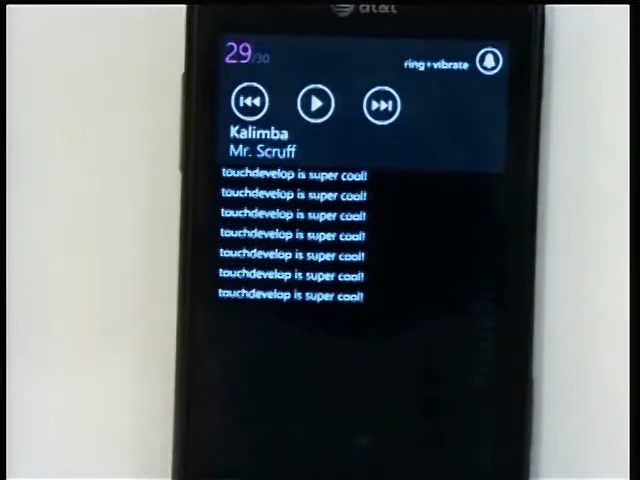 at&t
29/30
ring+vibrate
Kalimba
Mr. Scruff
touchdevelop is super cool!
touchdevelop is super cool!
touchdevelop is super cool!
touchdevelop is super cool!
touchdevelop is super cool!
touchdevelop is super cool!
touchdevelop is super cool!